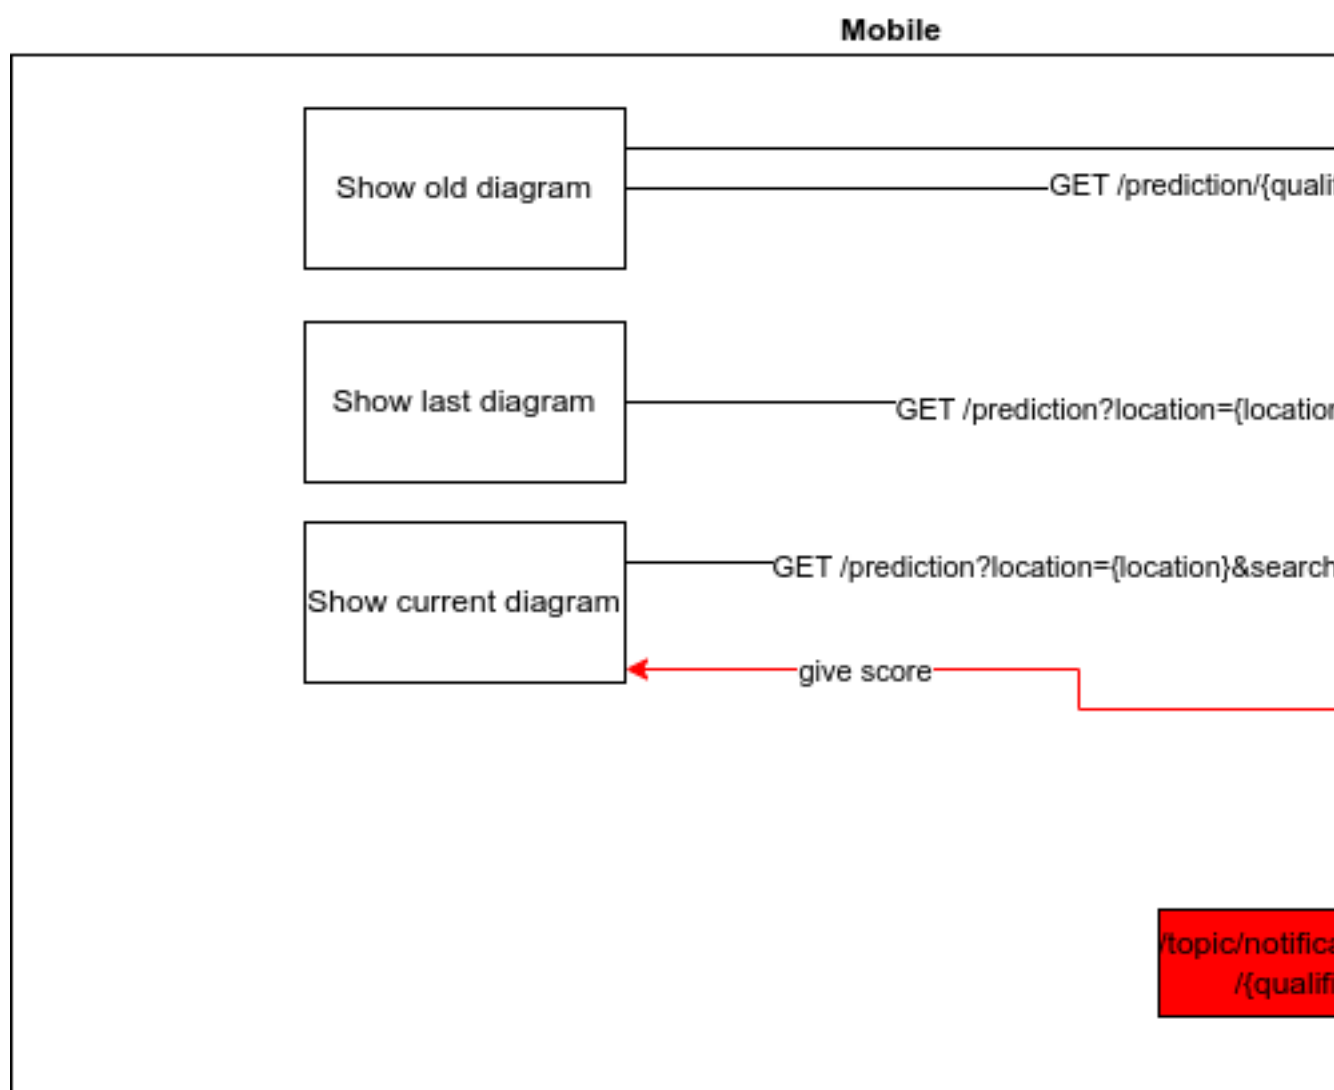 Mobile
Show old diagram
GET /prediction/{quali
Show last diagram
GET /prediction?location={location
GET /prediction?location={location}&search
Show current diagram
give score
/topic/notifica
/{qualifi